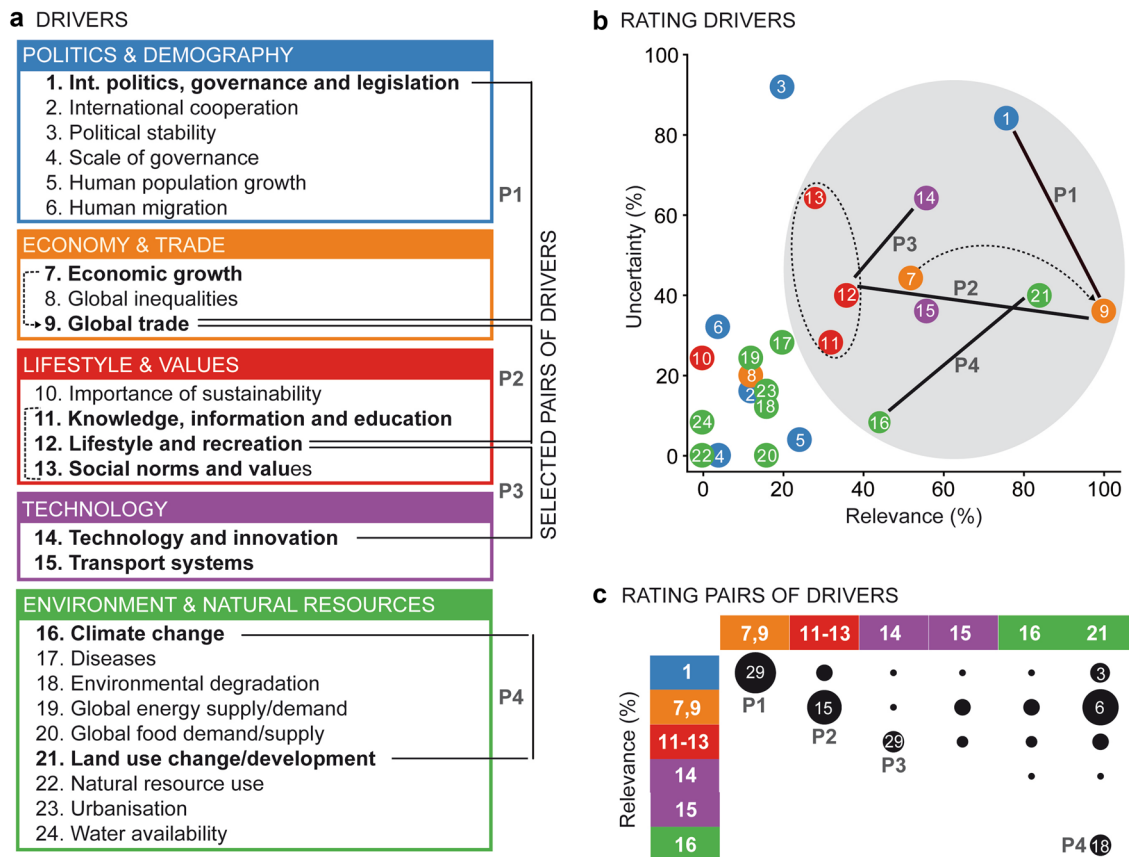 a DRIVERS
POLITICS & DEMOGRAPHY
1. Int. politics, governance and legislation
2. International cooperation
3. Political stability
4. Scale of governance
5. Human population growth
6. Human migration
P1
ECONOMY & TRADE
7. Economic growth
8. Global inequalities
9. Global trade
LIFESTYLE & VALUES
P2
10. Importance of sustainability
11. Knowledge, information and education
12. Lifestyle and recreation
13. Social norms and values
P3
TECHNOLOGY
14. Technology and innovation
15. Transport systems
SELECTED PAIRS OF DRIVERS
ENVIRONMENT & NATURAL RESOURCES
16. Climate change
17. Diseases
18. Environmental degradation
19. Global energy supply/demand
20. Global food demand/supply
21. Land use change/development
22. Natural resource use
23. Urbanisation
24. Water availability
P4
b RATING DRIVERS
Uncertainty (%)
100
80
60
40
20
0
3
1
13
14
P1
P3
7
12
P2
21
15
9
6
11
17
10
19
8
P4
2
23
18
24
16
5
22
4
20
0 20 40 60 80 100
Relevance (%)
c RATING PAIRS OF DRIVERS
7,9 11-13 14 15 16 21
Relevance (%)
1 29 3
P1
7,9 15 6
P2
11-13 29
P3
14
15
16 P4 18